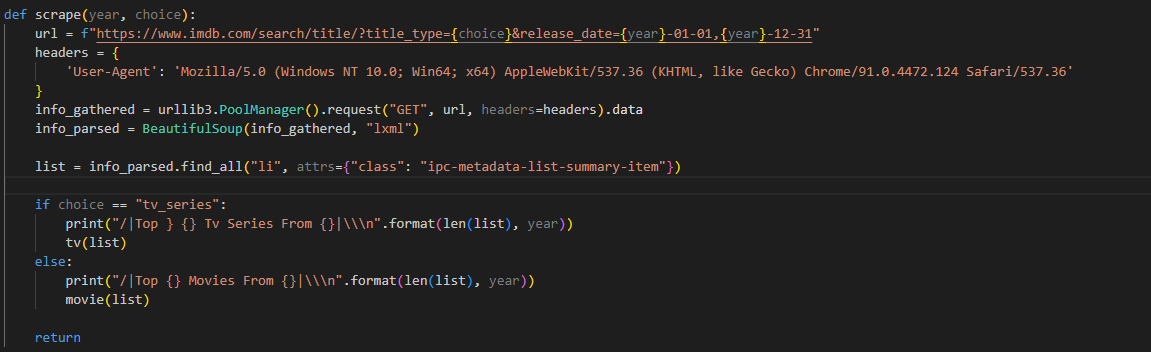 def scrape(year, choice):
    url = f"https://www.imdb.com/search/title/?title_type={choice}&release_date={year}-01-01,{year}-12-31"
    headers = {
        'User-Agent': 'Mozilla/5.0 (Windows NT 10.0; Win64; x64) AppleWebKit/537.36 (KHTML, like Gecko) Chrome/91.0.4472.124 Safari/537.36'
    }
    info_gathered = urllib3.PoolManager().request("GET", url, headers=headers).data
    info_parsed = BeautifulSoup(info_gathered, "lxml")

    list = info_parsed.find_all("li", attrs={"class": "ipc-metadata-list-summary-item"})

    if choice == "tv_series":
        print("/|Top } {} Tv Series From {}|\\\n".format(len(list), year))
        tv(list)
    else:
        print("/|Top {} Movies From {}|\\\n".format(len(list), year))
        movie(list)

    return